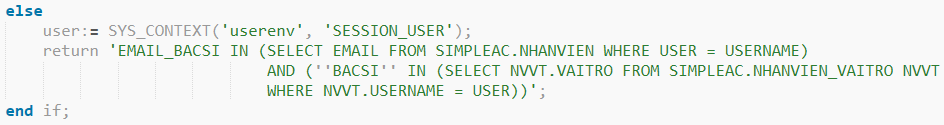 else
user:= SYS_CONTEXT('userenv', 'SESSION_USER');
return 'EMAIL_BACSI IN (SELECT EMAIL FROM SIMPLEAC.NHANVIEN WHERE USER = USERNAME)
AND (''BACSI'' IN (SELECT NVVT.VAITRO FROM SIMPLEAC.NHANVIEN_VAITRO NVVT
WHERE NVVT.USERNAME = USER))';
end if;